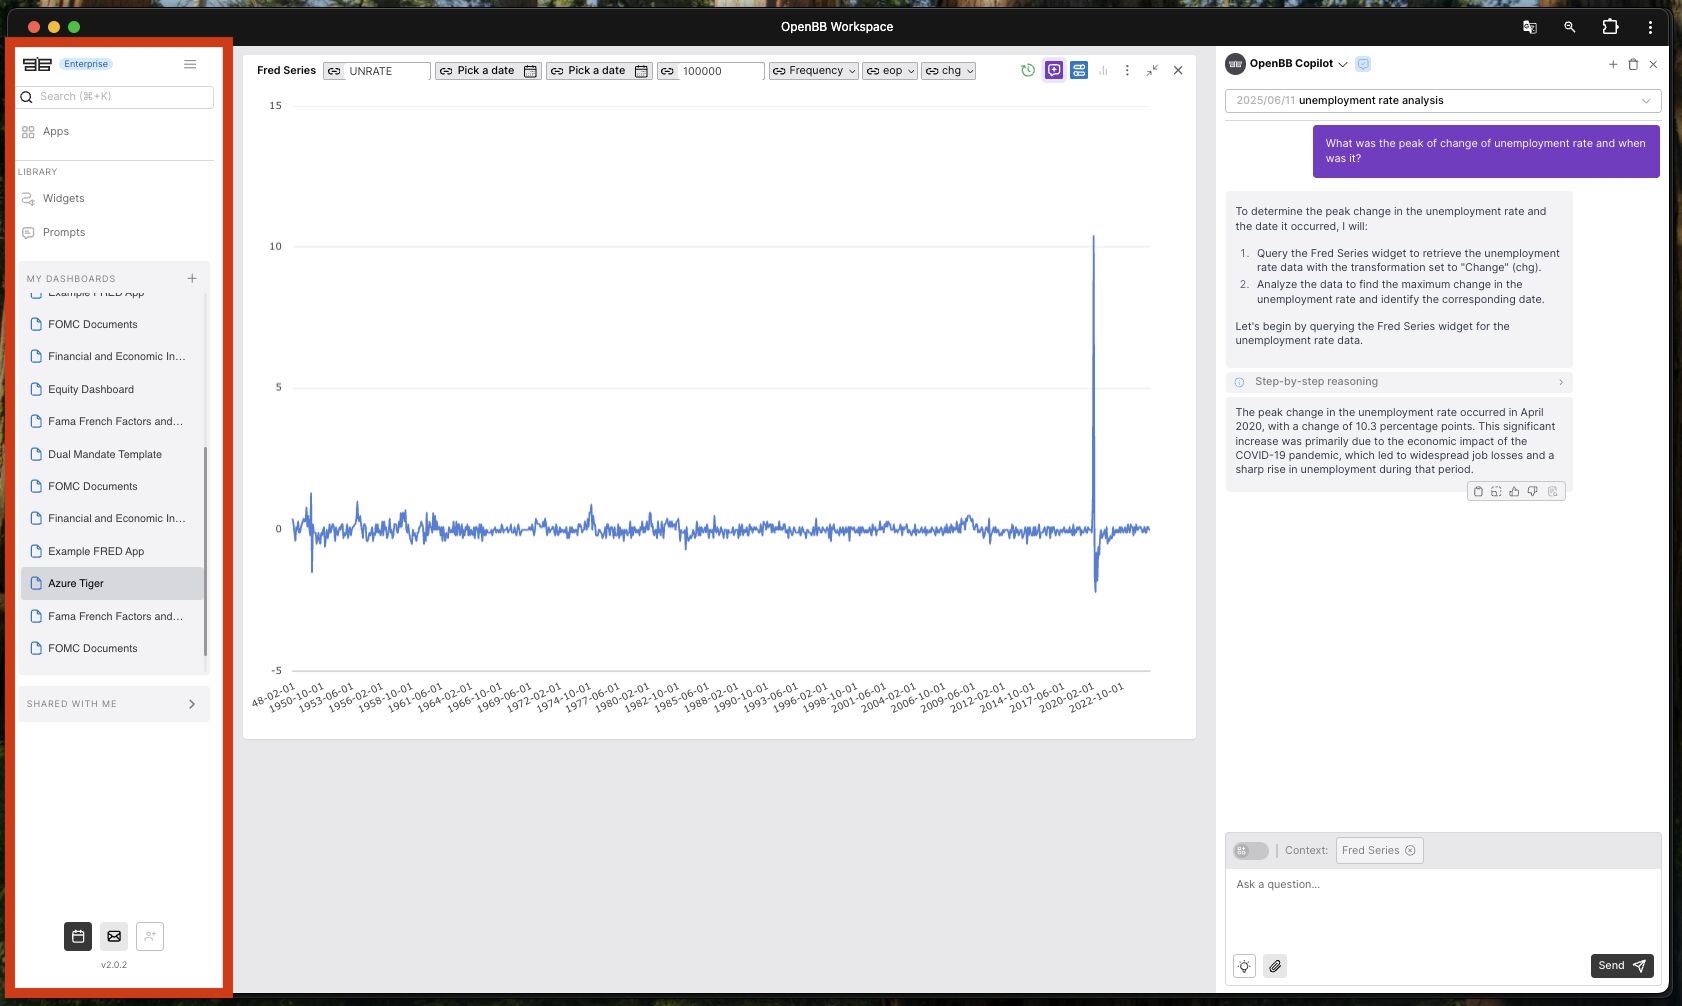 OpenBB Workspace
Enterprise
Search (⌘+K)
Apps
LIBRARY
Widgets
Prompts
MY DASHBOARDS
Example FRED App
FOMC Documents
Financial and Economic In...
Equity Dashboard
Fama French Factors and...
Dual Mandate Template
FOMC Documents
Financial and Economic In...
Example FRED App
Azure Tiger
Fama French Factors and...
FOMC Documents
SHARED WITH ME
v2.0.2
Fred Series UNRATE Pick a date Pick a date 100000 Frequency eop chg
15
10
5
0
-5
48-02-01
1950-10-01
1953-06-01
1956-02-01
1958-10-01
1961-06-01
1964-02-01
1966-10-01
1969-06-01
1972-02-01
1974-10-01
1977-06-01
1980-02-01
1982-10-01
1985-06-01
1988-02-01
1990-10-01
1993-06-01
1996-02-01
1998-10-01
2001-06-01
2004-02-01
2006-10-01
2009-06-01
2012-02-01
2014-10-01
2017-06-01
2020-02-01
2022-10-01
OpenBB Copilot
2025/06/11 unemployment rate analysis
What was the peak of change of unemployment rate and when
was it?
To determine the peak change in the unemployment rate and
the date it occurred, I will:
1. Query the Fred Series widget to retrieve the unemployment
rate data with the transformation set to "Change" (chg).
2. Analyze the data to find the maximum change in the
unemployment rate and identify the corresponding date.
Let's begin by querying the Fred Series widget for the
unemployment rate data.
Step-by-step reasoning
The peak change in the unemployment rate occurred in April
2020, with a change of 10.3 percentage points. This significant
increase was primarily due to the economic impact of the
COVID-19 pandemic, which led to widespread job losses and a
sharp rise in unemployment during that period.
Context: Fred Series
Ask a question...
Send